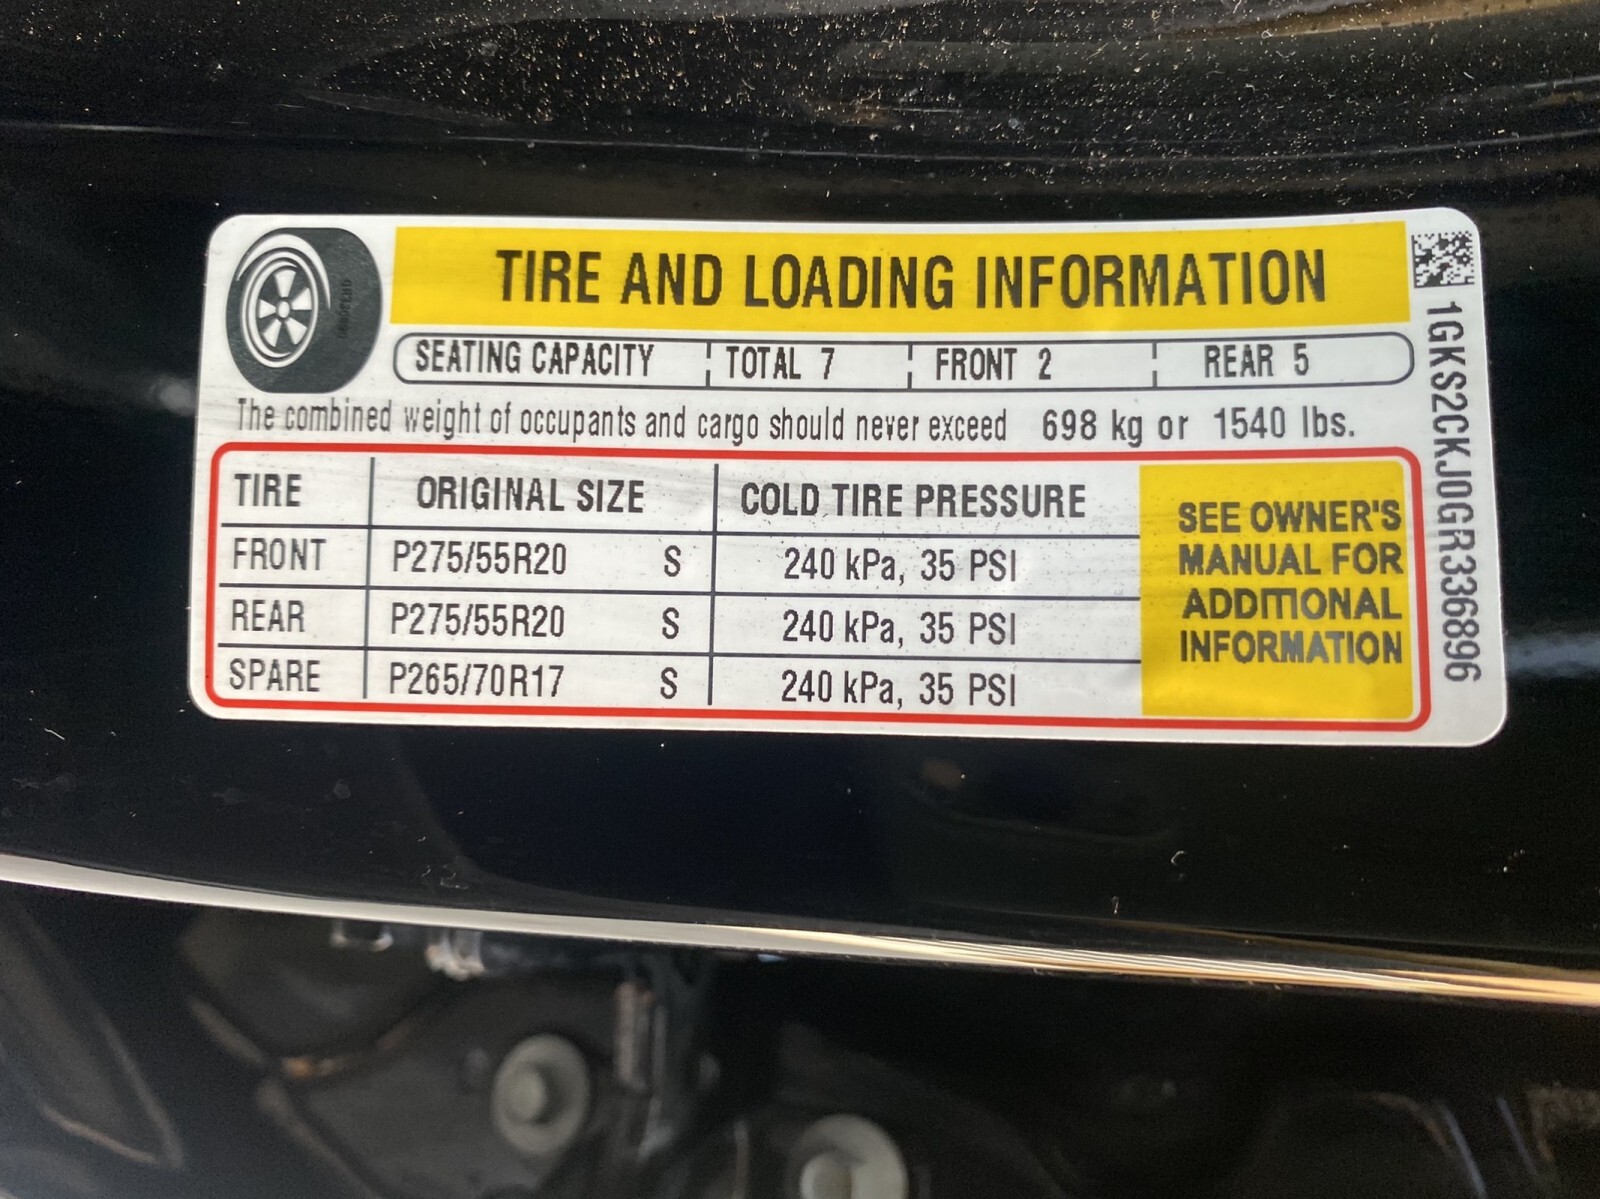 TIRE AND LOADING INFORMATION
SEATING CAPACITY TOTAL 7 FRONT 2 REAR 5
The combined weight of occupants and cargo should never exceed 698 kg or 1540 lbs.
TIRE ORIGINAL SIZE COLD TIRE PRESSURE
FRONT P275/55R20 S 240 kPa, 35 PSI
REAR P275/55R20 S 240 kPa, 35 PSI
SPARE P265/70R17 S 240 kPa, 35 PSI
SEE OWNER'S
MANUAL FOR
ADDITIONAL
INFORMATION
1GKS2CKJ0GR336896